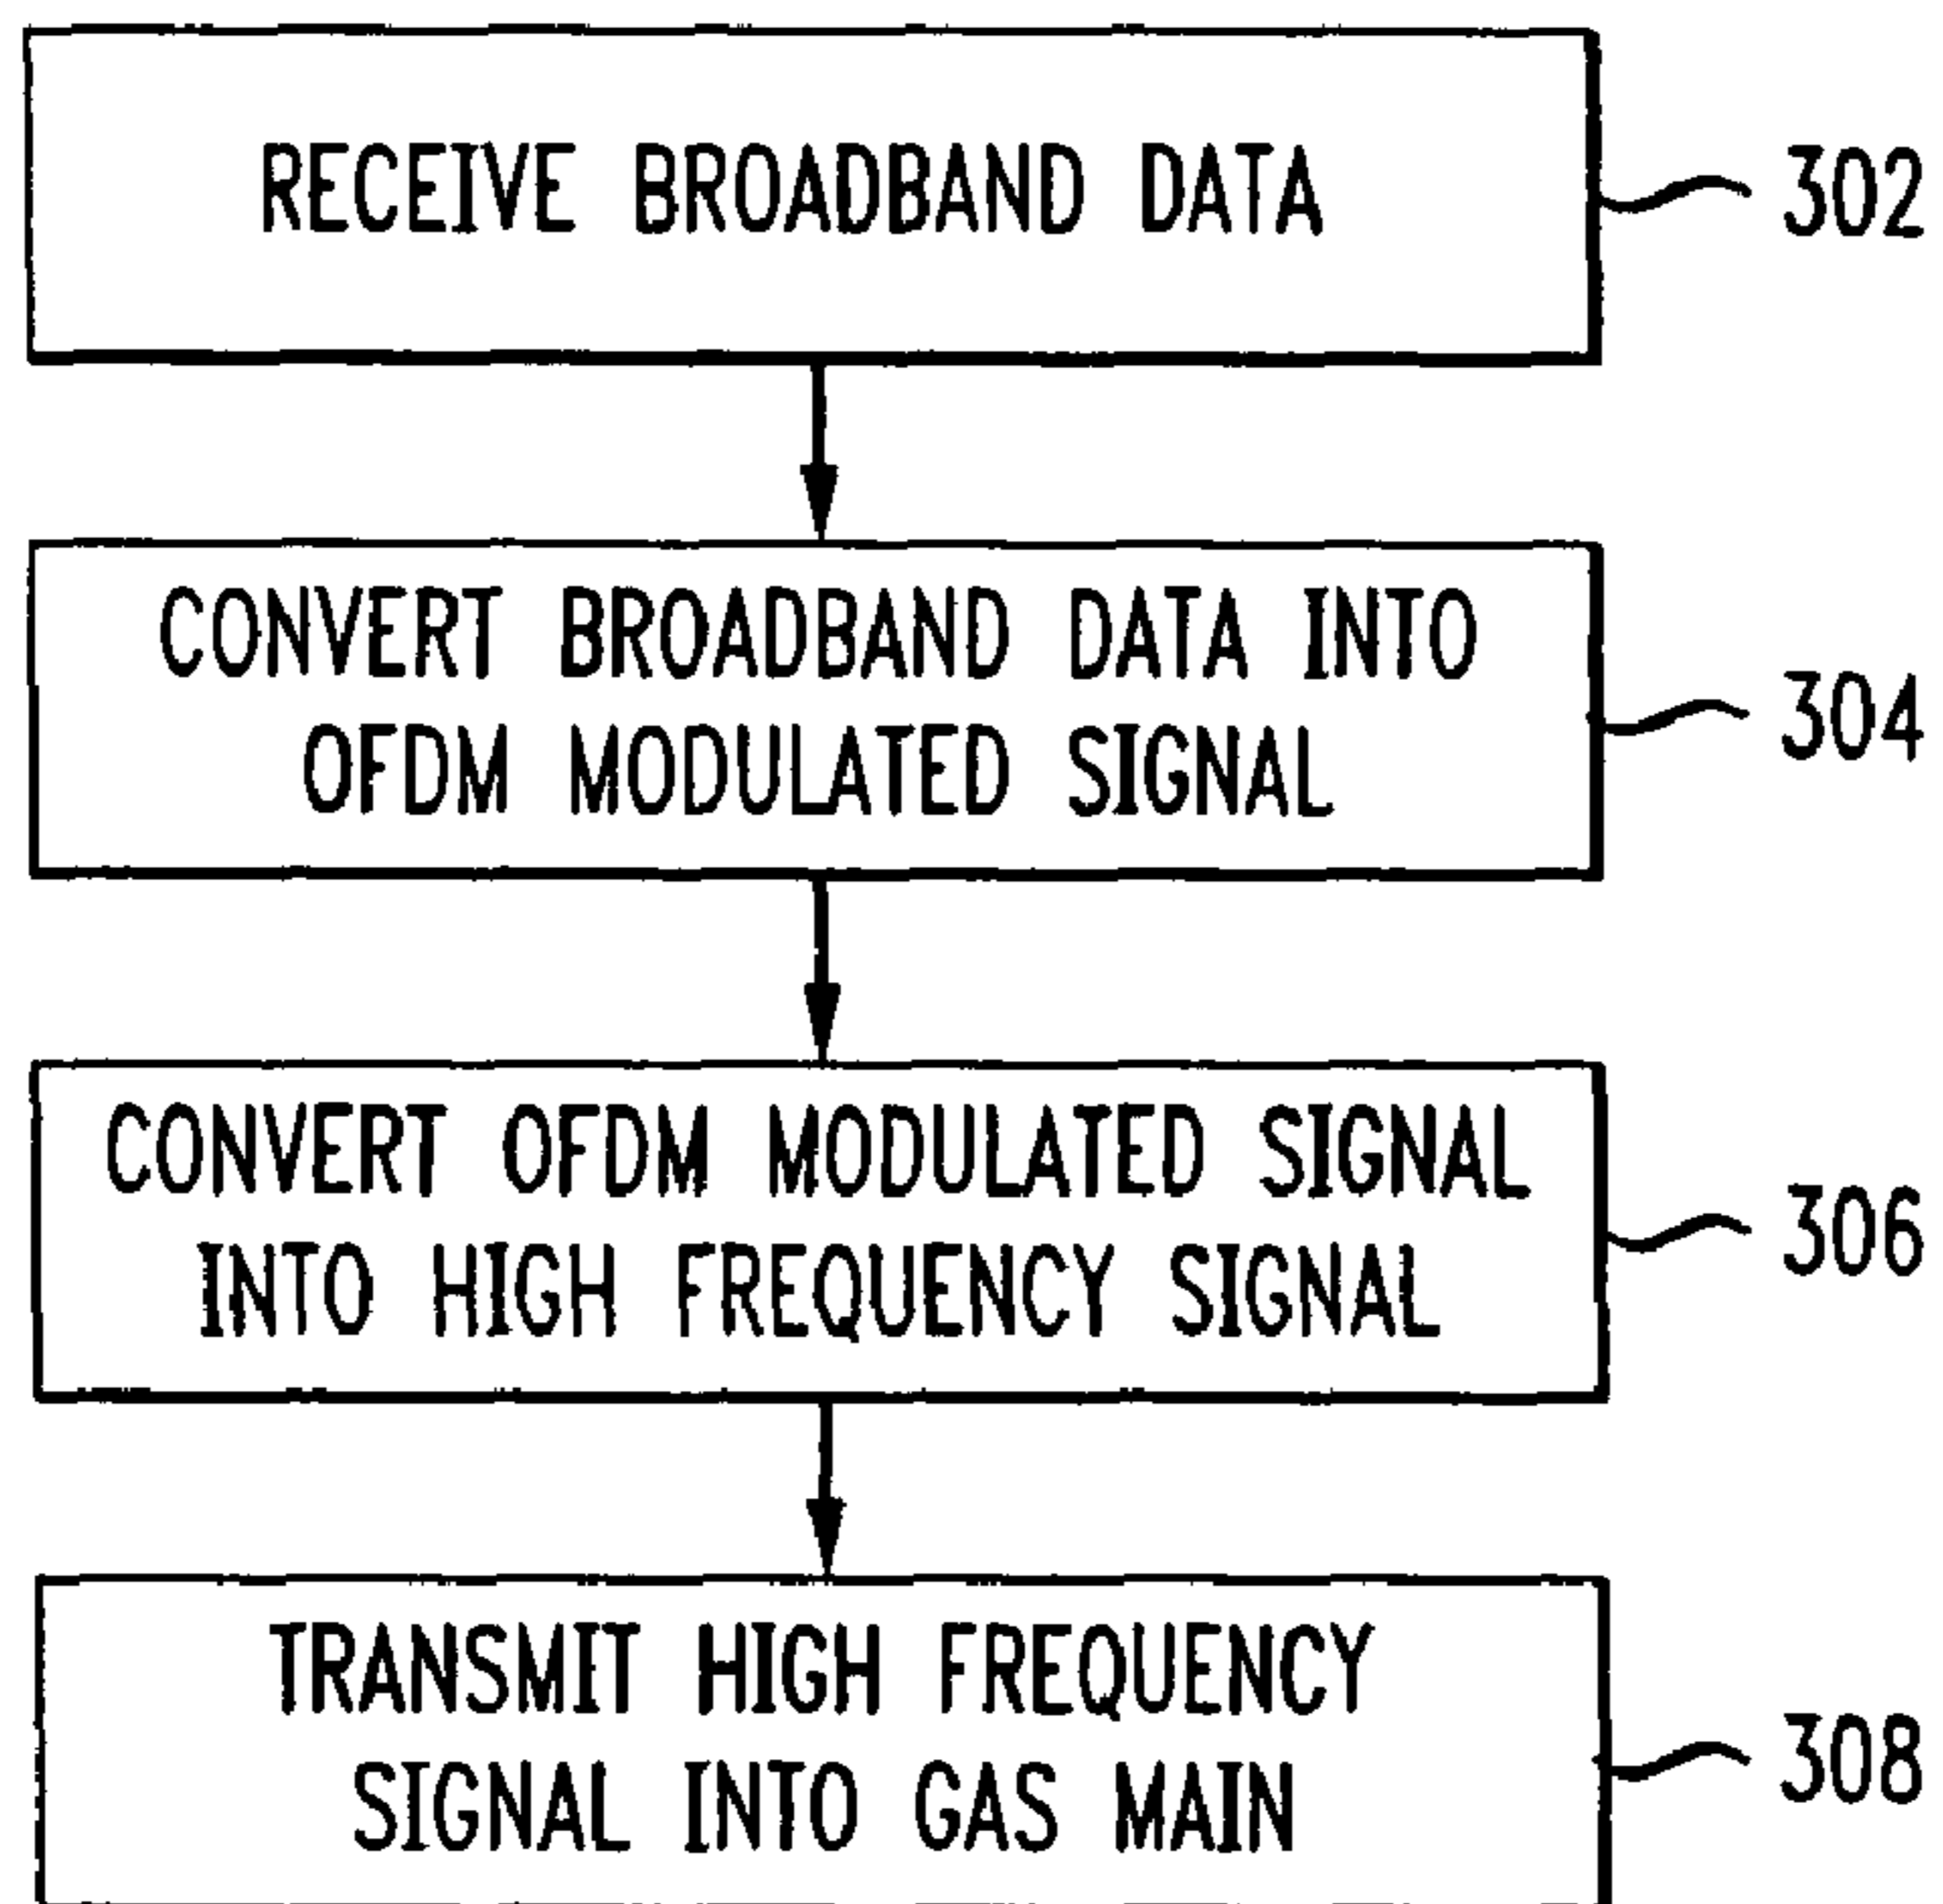 RECEIVE BROADBAND DATA
302
CONVERT BROADBAND DATA INTO
OFDM MODULATED SIGNAL
304
CONVERT OFDM MODULATED SIGNAL
INTO HIGH FREQUENCY SIGNAL
306
TRANSMIT HIGH FREQUENCY
SIGNAL INTO GAS MAIN
308